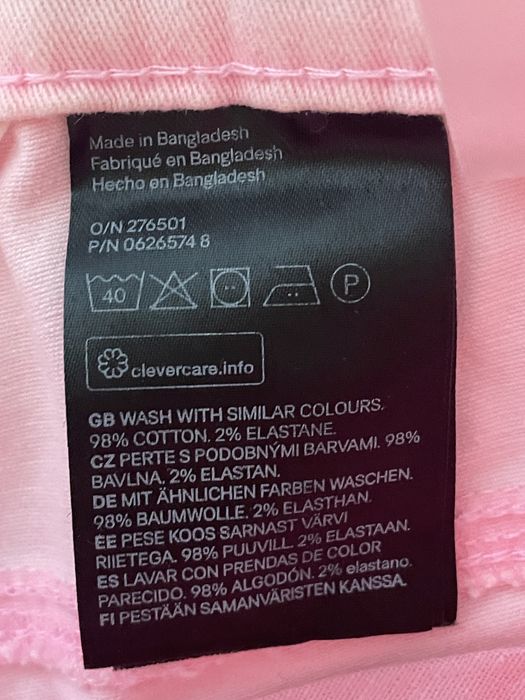 Made in Bangladesh
Fabriqué en Bangladesh
Hecho en Bangladesh
O/N 276501
P/N 0626574 8
40
P
clevercare.info
GB WASH WITH SIMILAR COLOURS.
98% COTTON. 2% ELASTANE.
CZ PERTE S PODOBNÝMI BARVAMI. 98%
BAVLNA. 2% ELASTAN.
DE MIT ÄHNLICHEN FARBEN WASCHEN.
98% BAUMWOLLE. 2% ELASTHAN.
EE PESE KOOS SARNAST VÄRVI
RIIETEGA. 98% PUUVILL. 2% ELASTAAN.
ES LAVAR CON PRENDAS DE COLOR
PARECIDO. 98% ALGODÓN. 2% elastano.
FI PESTÄÄN SAMANVÄRISTEN KANSSA.